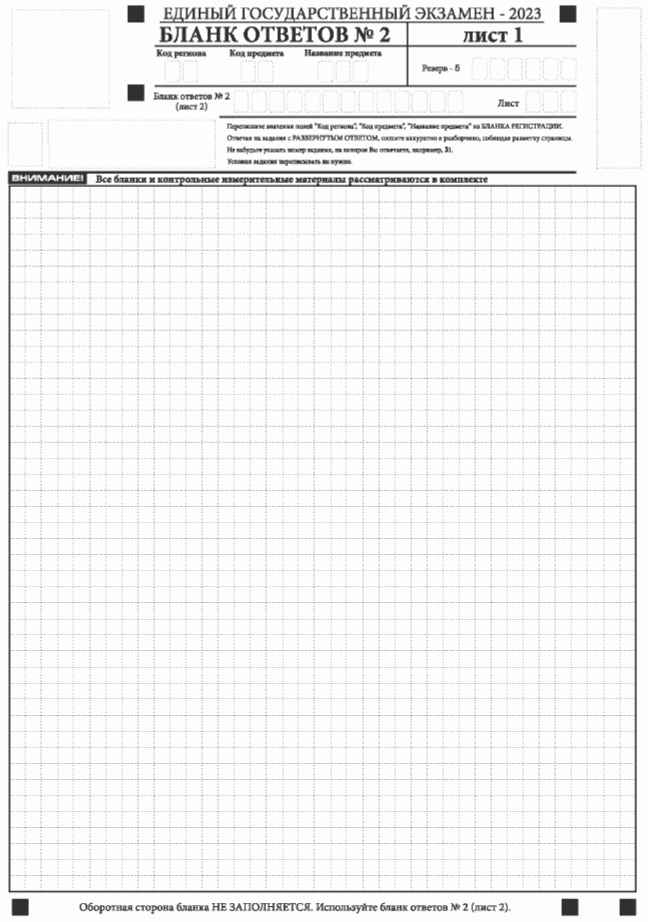 ЕДИНЫЙ ГОСУДАРСТВЕННЫЙ ЭКЗАМЕН - 2023
БЛАНК ОТВЕТОВ № 2 лист 1
Код региона Код предмета Название предмета
Резерв - 5
Бланк ответов № 2
(лист 2)
Лист
Перепишите значения полей "Код региона", "Код предмета", "Название предмета" из БЛАНКА РЕГИСТРАЦИИ.
Отвечая на задания с РАЗВЕРНУТЫМ ОТВЕТОМ, пишите аккуратно и разборчиво, соблюдая разметку страницы.
Не забудьте указать номер задания, на которое Вы отвечаете, например, 31.
Условия задания переписывать не нужно.
ВНИМАНИЕ! Все бланки и контрольные измерительные материалы рассматриваются в комплекте
Оборотная сторона бланка НЕ ЗАПОЛНЯЕТСЯ. Используйте бланк ответов № 2 (лист 2).